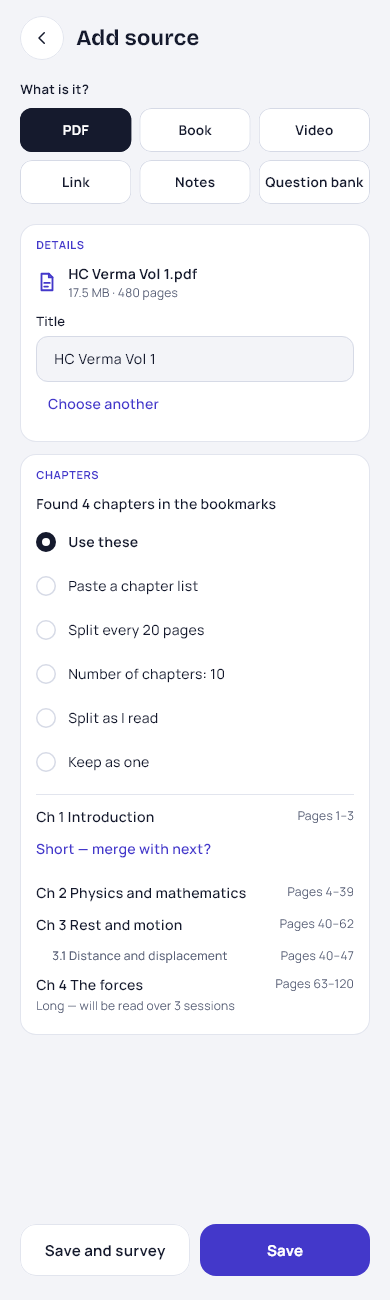 Add source
What is it?
PDF
Book
Video
Link
Notes
Question bank
DETAILS
HC Verma Vol 1.pdf
17.5 MB · 480 pages
Title
HC Verma Vol 1
Choose another
CHAPTERS
Found 4 chapters in the bookmarks
Use these
Paste a chapter list
Split every 20 pages
Number of chapters: 10
Split as I read
Keep as one
Ch 1 Introduction Pages 1–3
Short — merge with next?
Ch 2 Physics and mathematics Pages 4–39
Ch 3 Rest and motion Pages 40–62
3.1 Distance and displacement Pages 40–47
Ch 4 The forces Pages 63–120
Long — will be read over 3 sessions
Save and survey
Save